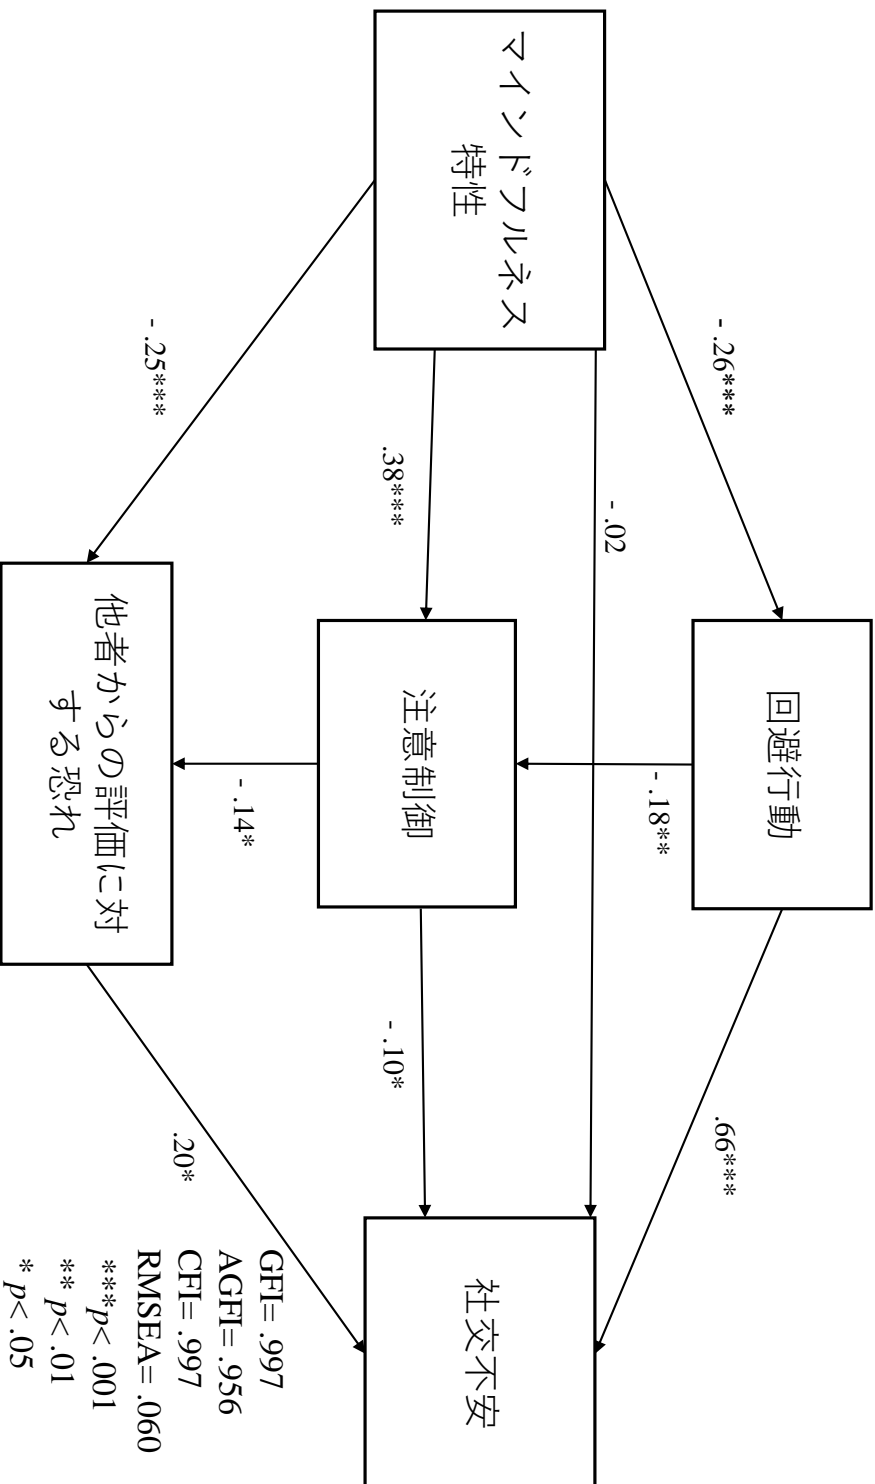 マインドフルネス
特性
- .26***
- .02
.38***
- .25***
回避行動
- .18**
注意制御
- .14*
他者からの評価に対
する恐れ
.66***
- .10*
.20*
社交不安
GFI= .997
AGFI= .956
CFI= .997
RMSEA= .060
***p< .001
** p< .01
* p< .05